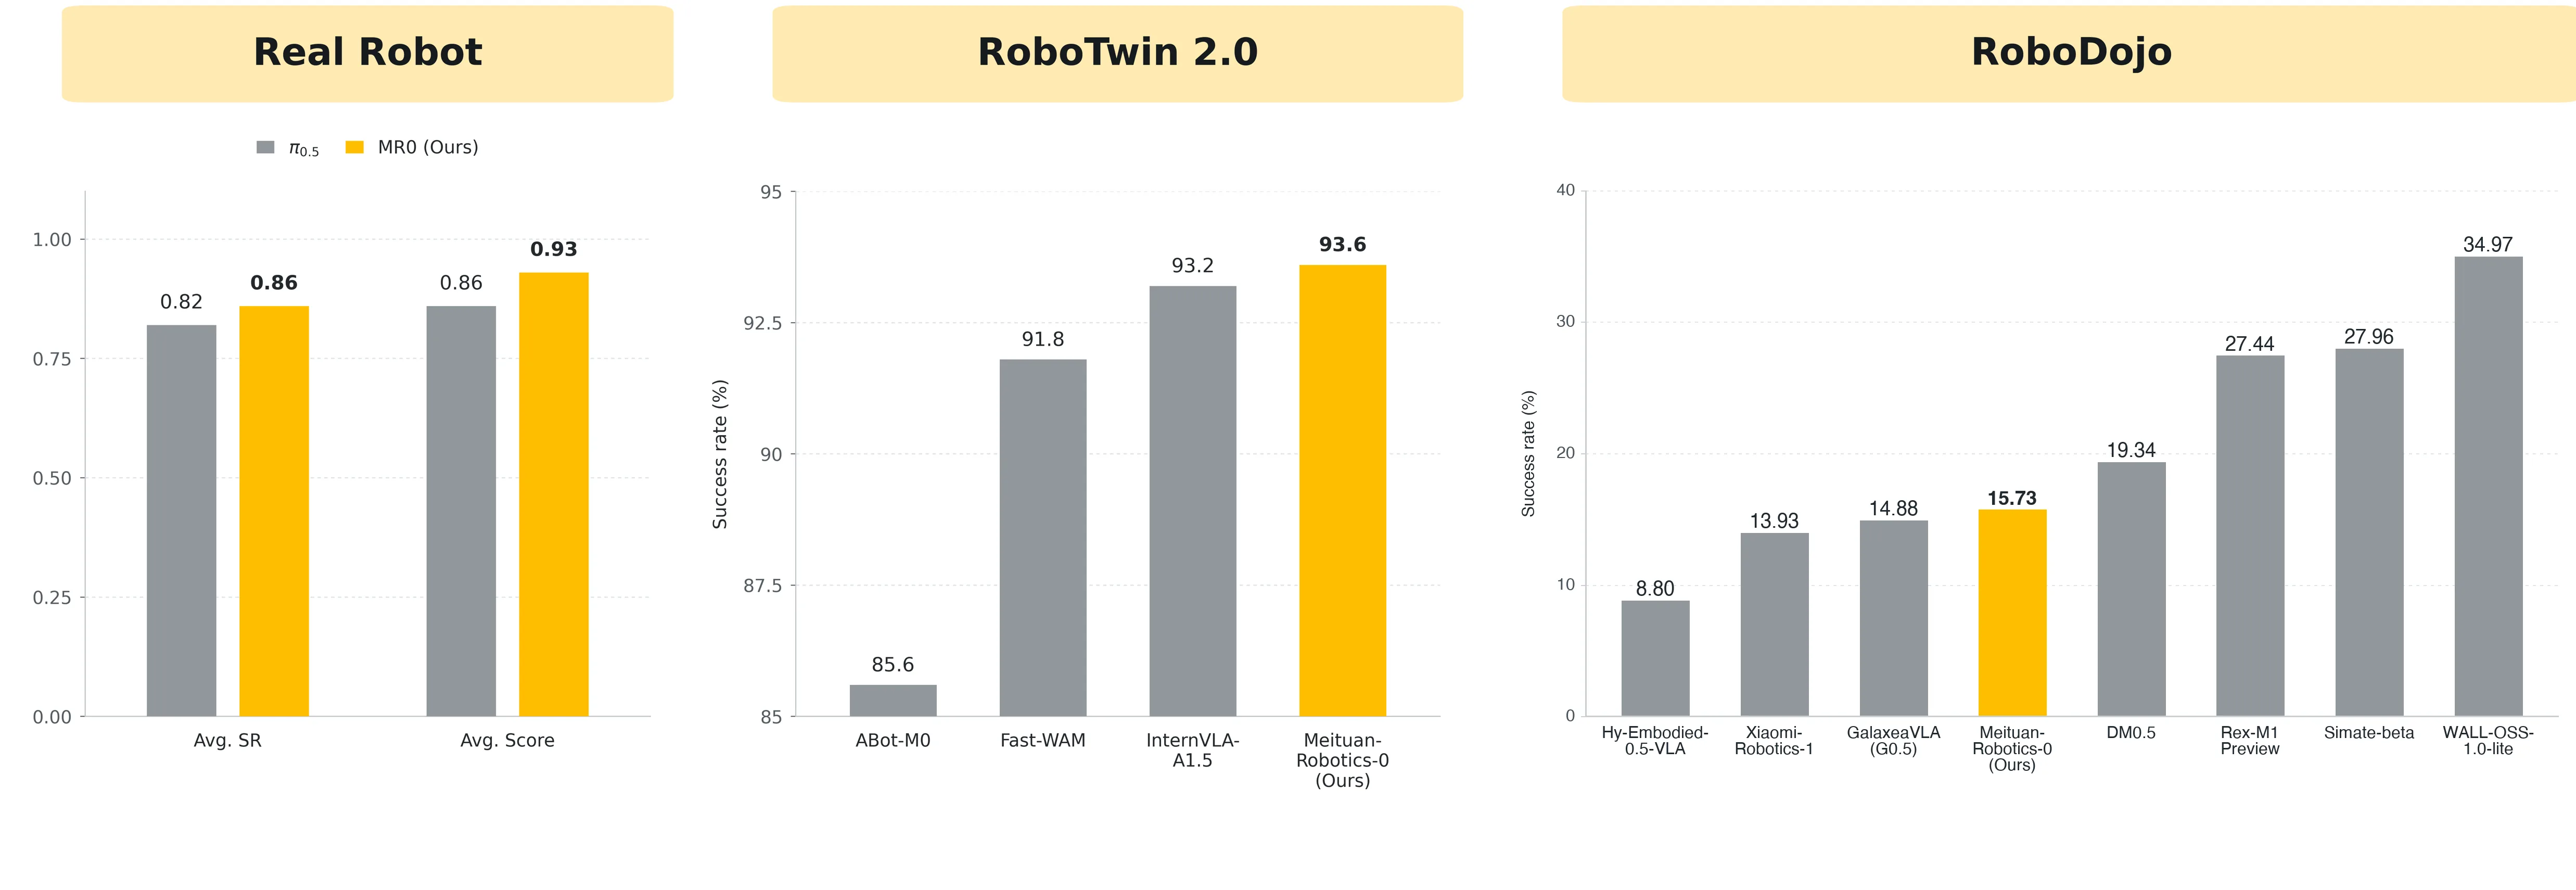 Real Robot
π0.5 MR0 (Ours)
1.00
0.75
0.50
0.25
0.00
0.82
0.86
0.86
0.93
Avg. SR
Avg. Score
RoboTwin 2.0
Success rate (%)
95
92.5
90
87.5
85
85.6
91.8
93.2
93.6
ABot-M0
Fast-WAM
InternVLA-
A1.5
Meituan-
Robotics-0
(Ours)
RoboDojo
Success rate (%)
40
30
20
10
0
8.80
13.93
14.88
15.73
19.34
27.44
27.96
34.97
Hy-Embodied-
0.5-VLA
Xiaomi-
Robotics-1
GalaxeaVLA
(G0.5)
Meituan-
Robotics-0
(Ours)
DM0.5
Rex-M1
Preview
Simate-beta
WALL-OSS-
1.0-lite